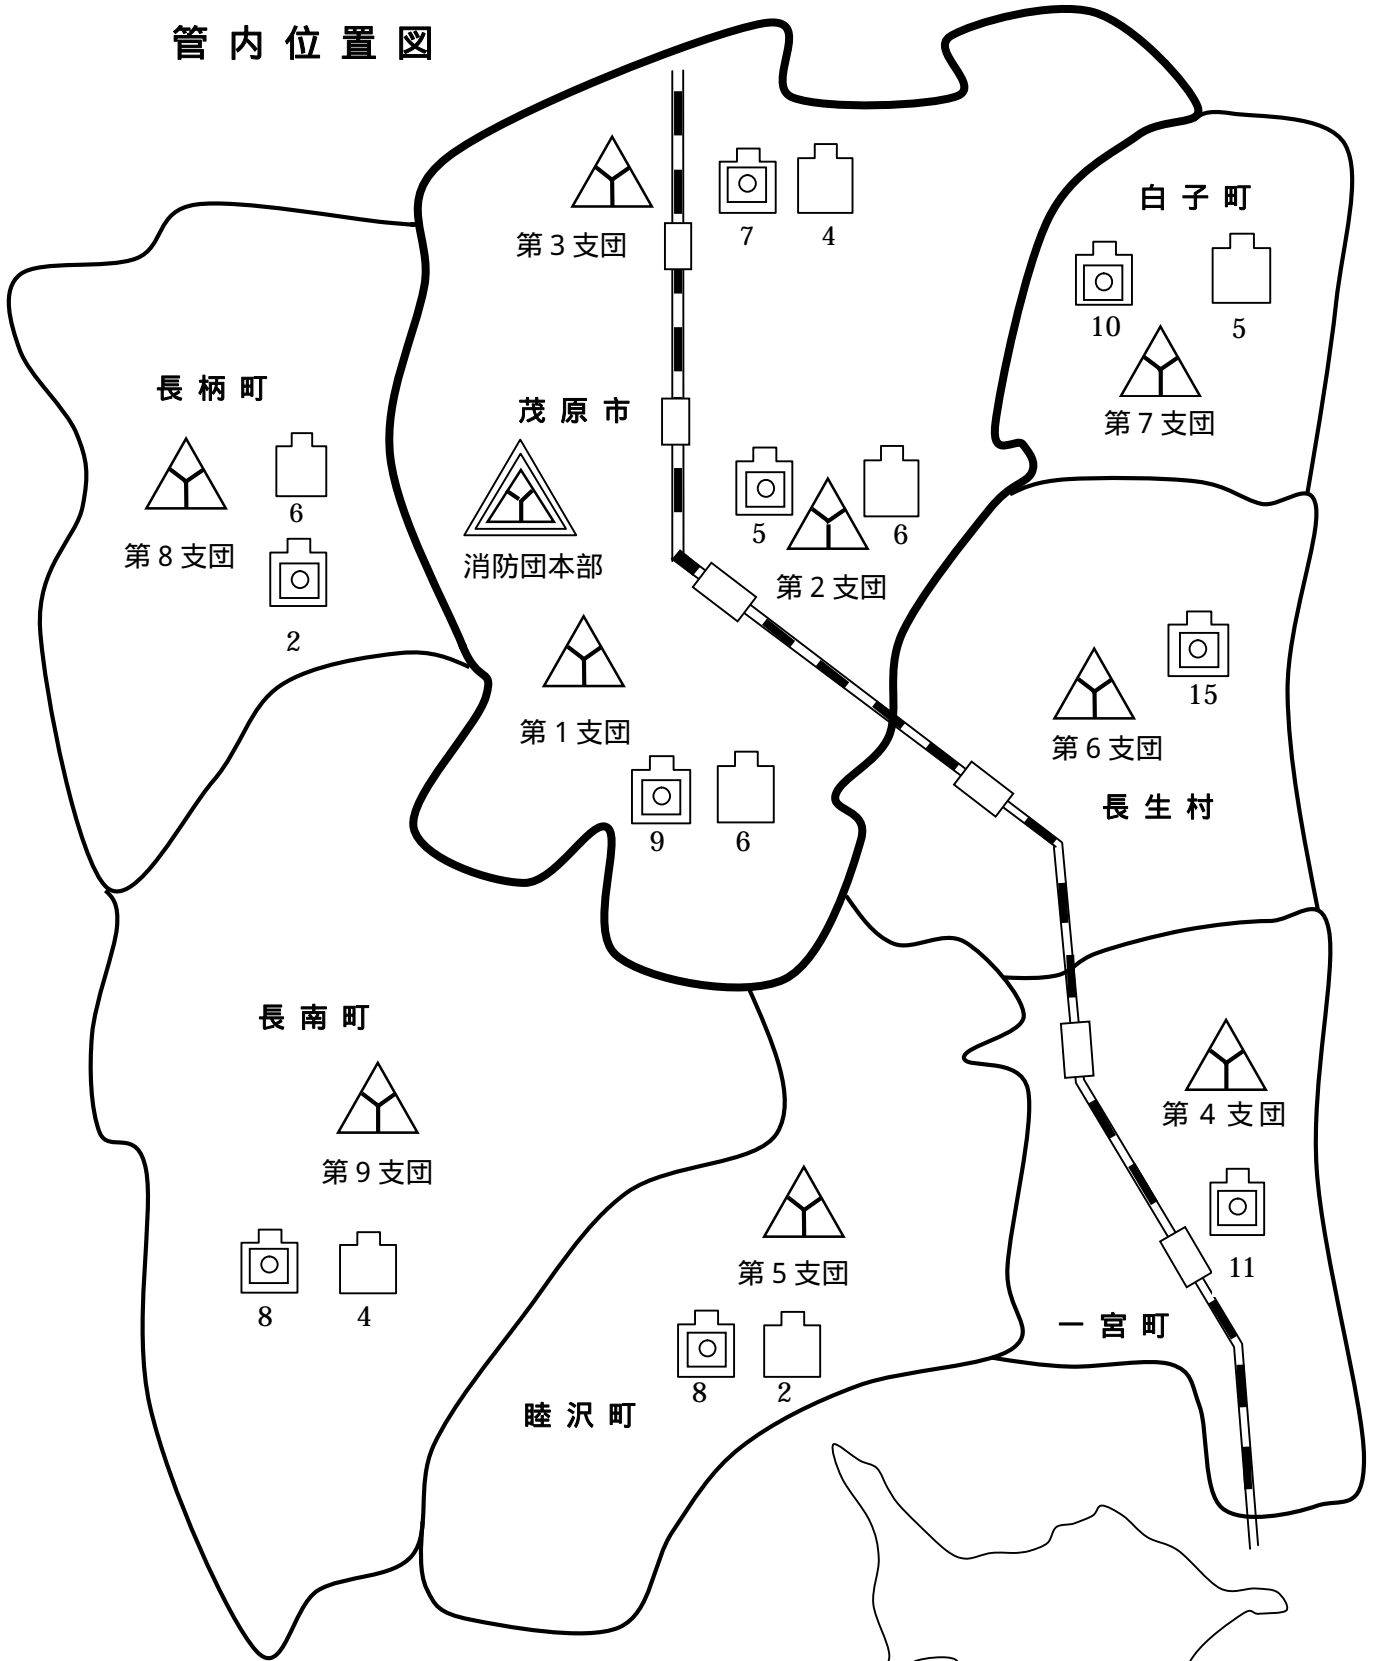 管内位置図
白子町
7 4
第3支団
10 5
第7支団
長柄町
茂原市
6
第8支団
5 6
消防団本部
第2支団
2
15
第1支団
第6支団
長生村
9 6
長南町
第4支団
第9支団
11
第5支団
8 4
一宮町
8 2
睦沢町